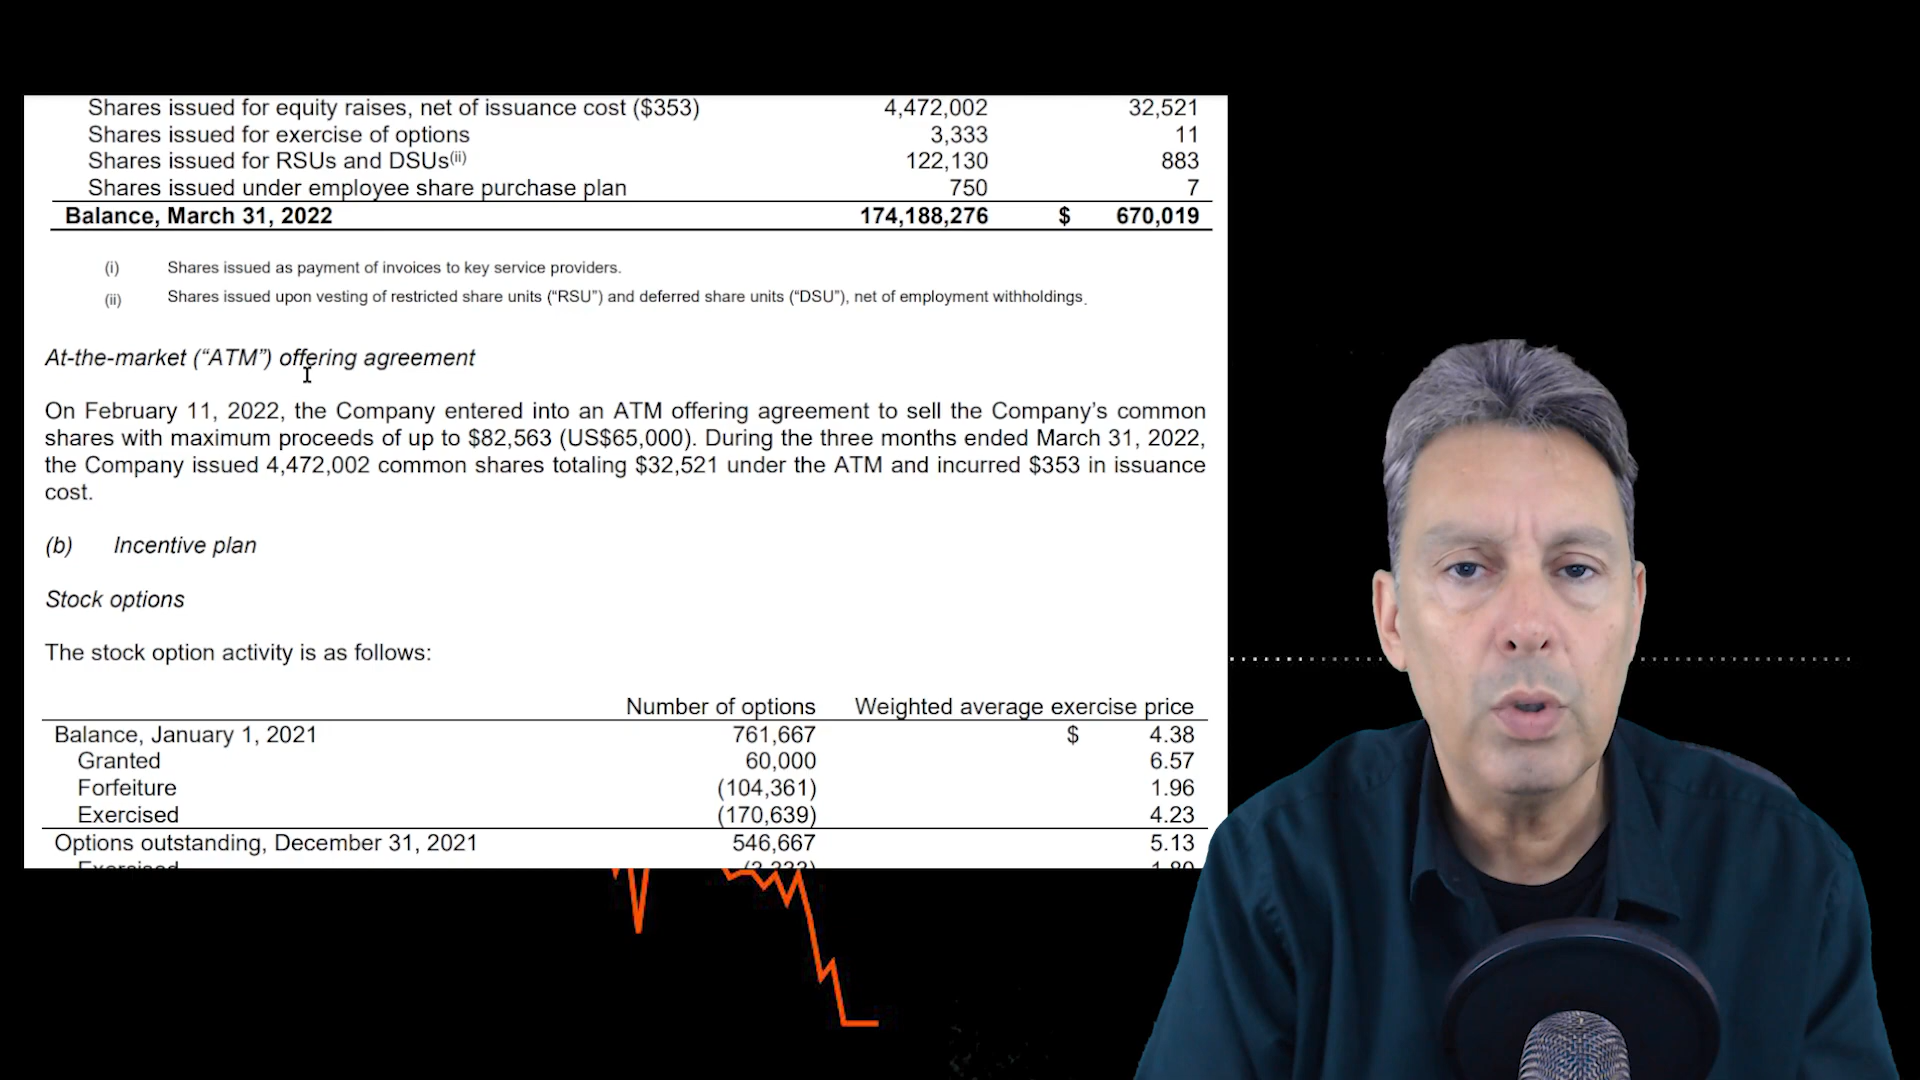 Shares issued for equity raises, net of issuance cost ($353) 4,472,002 32,521
Shares issued for exercise of options 3,333 11
Shares issued for RSUs and DSUs(ii) 122,130 883
Shares issued under employee share purchase plan 750 7
Balance, March 31, 2022 174,188,276 $ 670,019
(i) Shares issued as payment of invoices to key service providers.
(ii) Shares issued upon vesting of restricted share units (“RSU”) and deferred share units (“DSU”), net of employment withholdings.
At-the-market (“ATM”) offering agreement
On February 11, 2022, the Company entered into an ATM offering agreement to sell the Company’s common
shares with maximum proceeds of up to $82,563 (US$65,000). During the three months ended March 31, 2022,
the Company issued 4,472,002 common shares totaling $32,521 under the ATM and incurred $353 in issuance
cost.
(b) Incentive plan
Stock options
The stock option activity is as follows:
Number of options Weighted average exercise price
Balance, January 1, 2021 761,667 $ 4.38
Granted 60,000 6.57
Forfeiture (104,361) 1.96
Exercised (170,639) 4.23
Options outstanding, December 31, 2021 546,667 5.13
Exercised